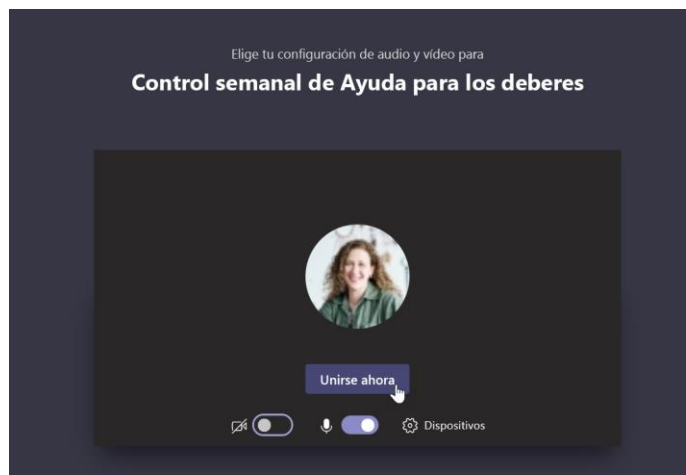 Elige tu configuración de audio y vídeo para
Control semanal de Ayuda para los deberes
Unirse ahora
Dispositivos